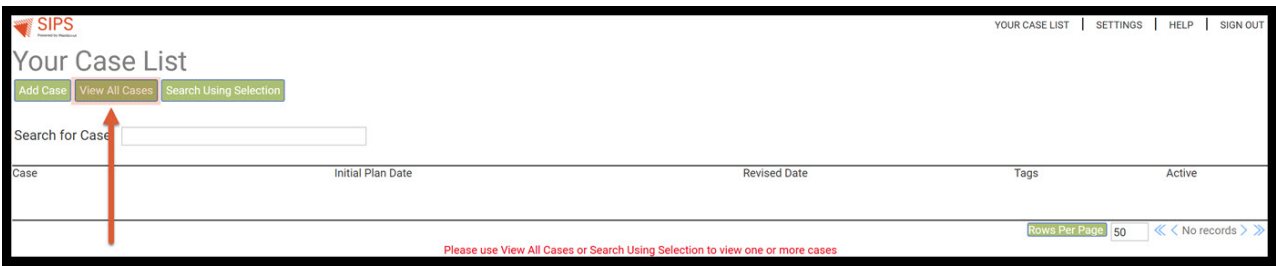 SIPS
YOUR CASE LIST SETTINGS HELP SIGN OUT
Your Case List
Add Case View All Cases Search Using Selection
Search for Case
Case Initial Plan Date Revised Date Tags Active
Rows Per Page 50 No records
Please use View All Cases or Search Using Selection to view one or more cases